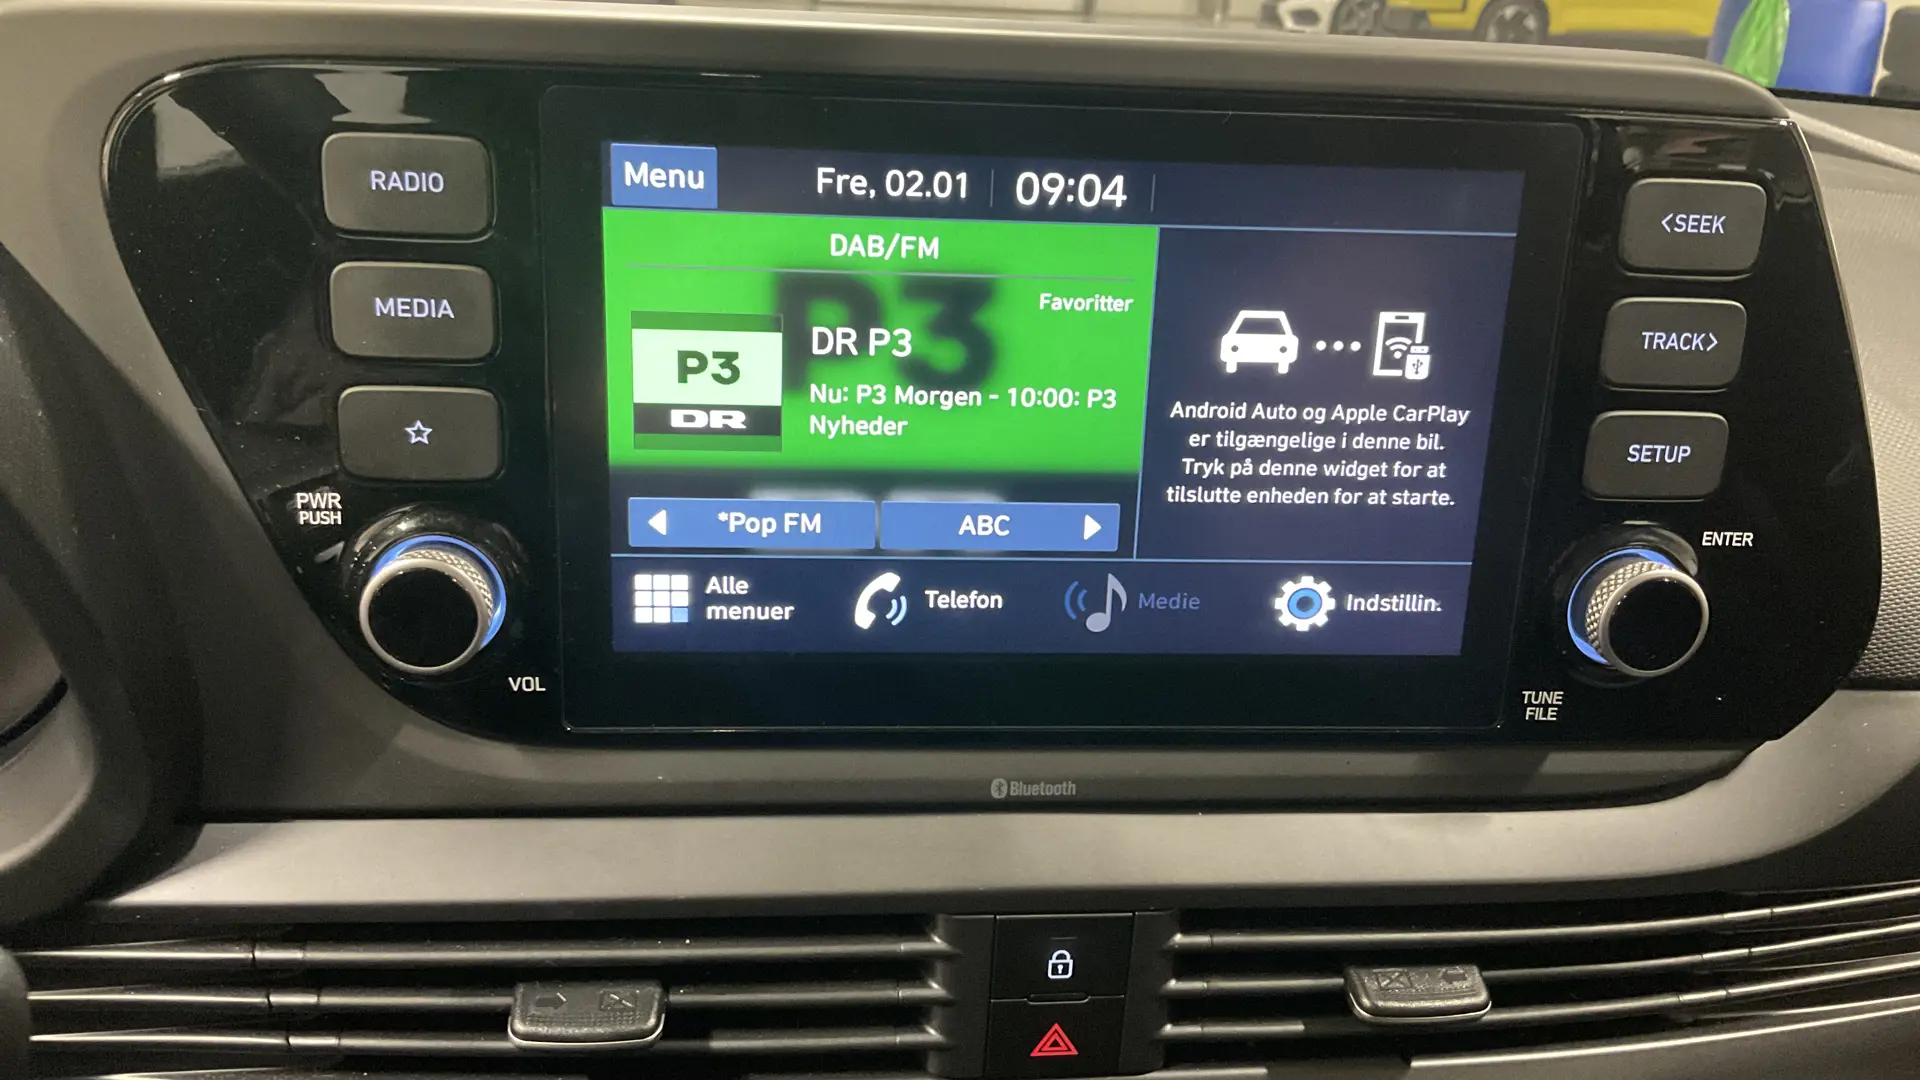 RADIO
MEDIA
PWR
PUSH
VOL
Menu
Fre, 02.01
09:04
DAB/FM
Favoritter
P3
P3
DR
DR P3
Nu: P3 Morgen - 10:00: P3
Nyheder
*Pop FM
ABC
Android Auto og Apple CarPlay
er tilgængelige i denne bil.
Tryk på denne widget for at
tilslutte enheden for at starte.
Alle
menuer
Telefon
Medie
Indstillin.
<SEEK
TRACK>
SETUP
ENTER
TUNE
FILE
Bluetooth